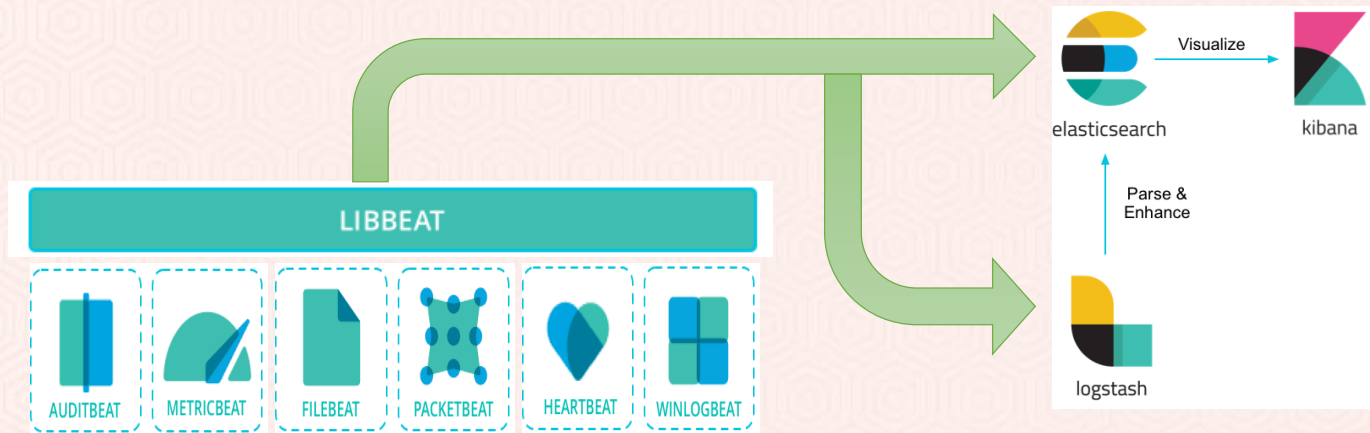 Visualize
elasticsearch
kibana
Parse &
Enhance
LIBBEAT
logstash
AUDITBEAT
METRICBEAT
FILEBEAT
PACKETBEAT
HEARTBEAT
WINLOGBEAT